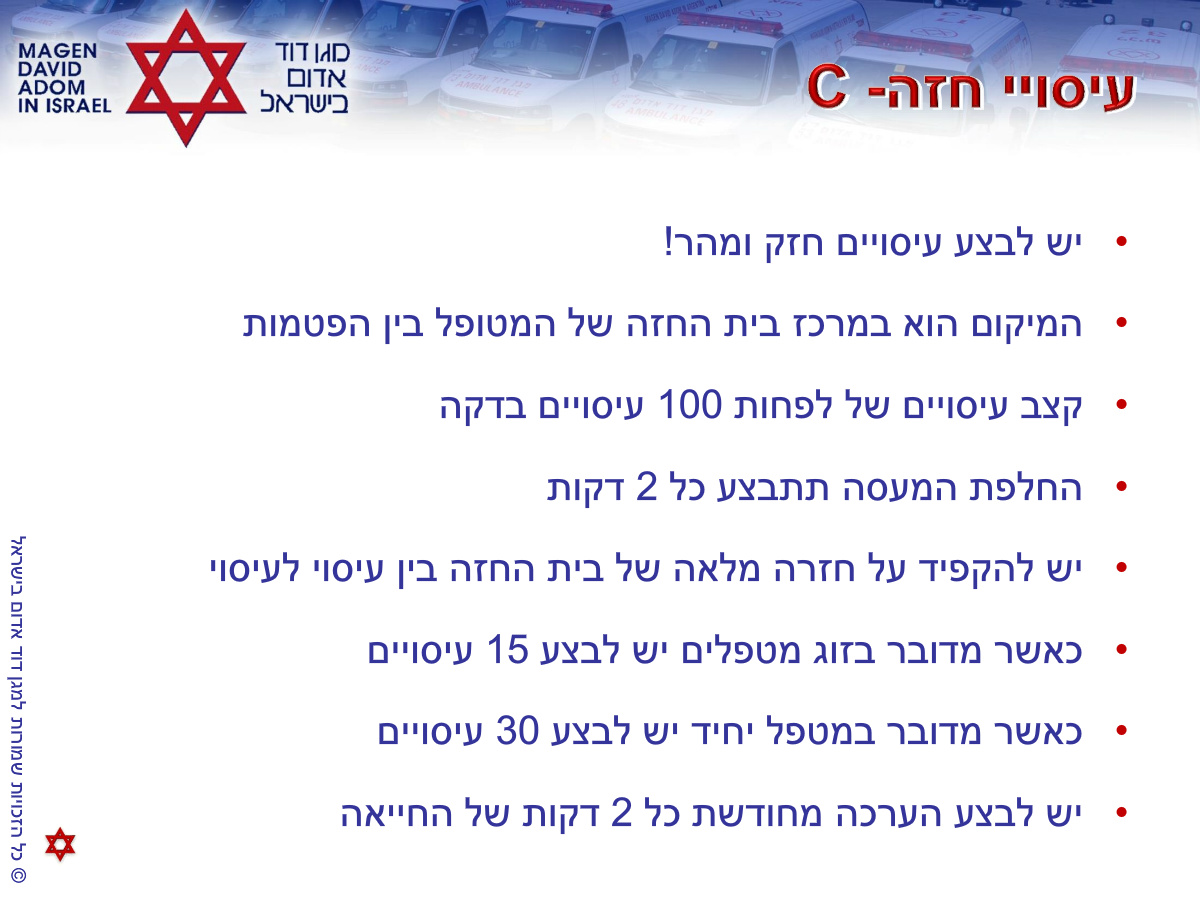 MAGEN
DAVID
ADOM
IN ISRAEL
מגן דוד
אדום
בישראל
עיסויי חזה- C
• יש לבצע עיסויים חזק ומהר!
• המיקום הוא במרכז בית החזה של המטופל בין הפטמות
• קצב עיסויים של לפחות 100 עיסויים בדקה
• החלפת המעסה תתבצע כל 2 דקות
• יש להקפיד על חזרה מלאה של בית החזה בין עיסוי לעיסוי
• כאשר מדובר בזוג מטפלים יש לבצע 15 עיסויים
• כאשר מדובר במטפל יחיד יש לבצע 30 עיסויים
• יש לבצע הערכה מחודשת כל 2 דקות של החייאה
© כל הזכויות שמורות למגן דוד אדום בישראל